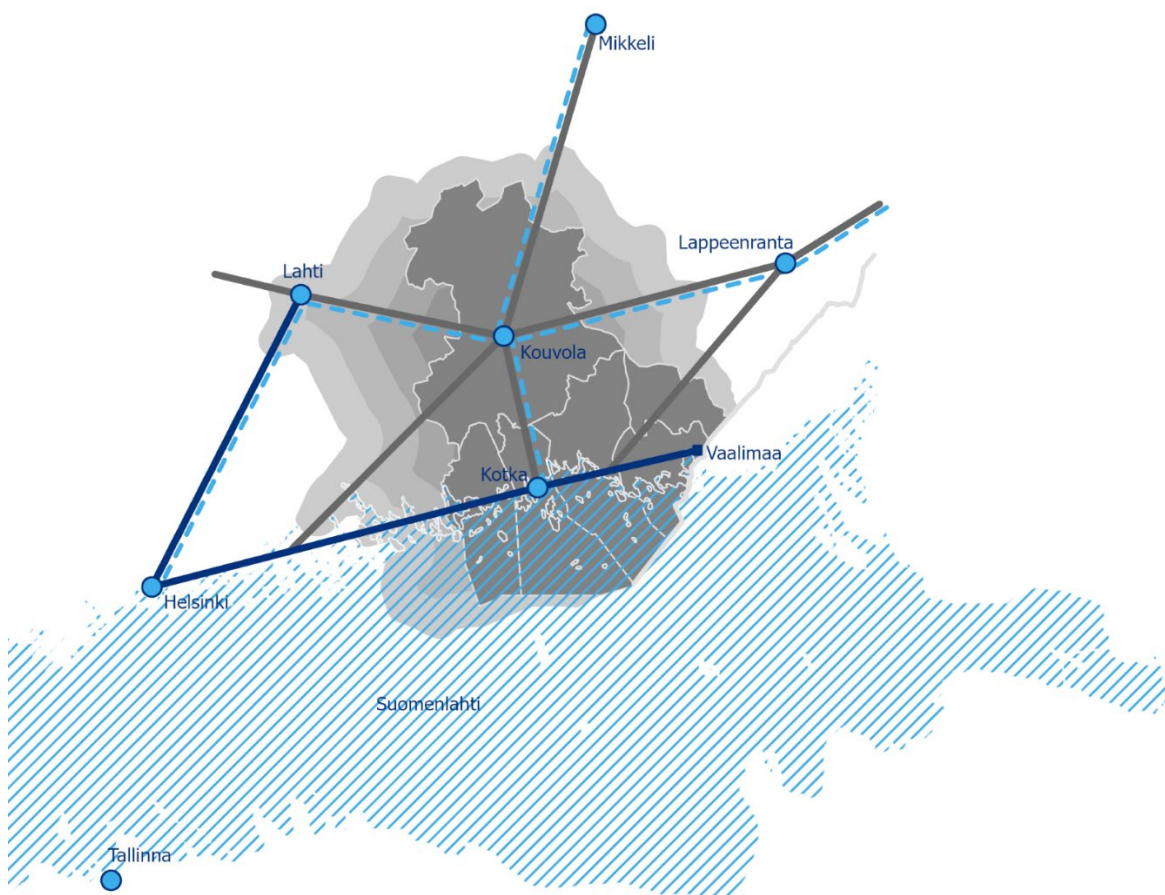 Mikkeli
Lappeenranta
Lahti
Kouvola
Vaalimaa
Kotka
Helsinki
Suomenlahti
Tallinna